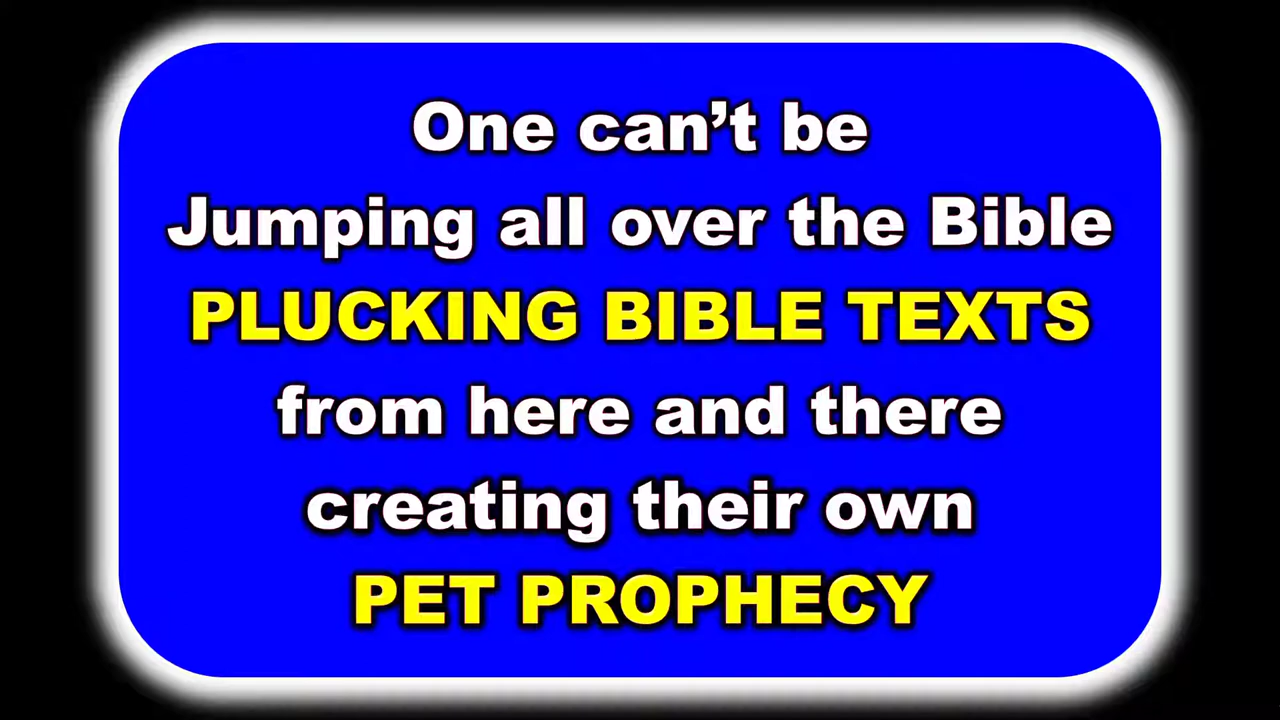 One can’t be
Jumping all over the Bible
PLUCKING BIBLE TEXTS
from here and there
creating their own
PET PROPHECY